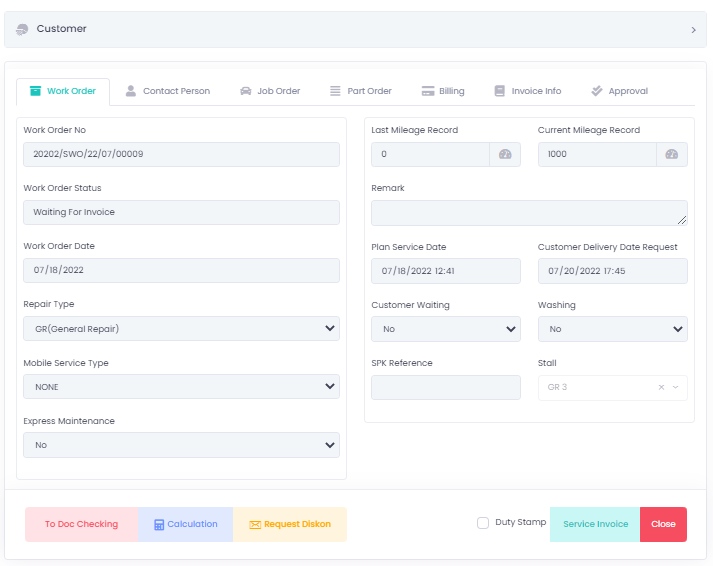 Customer
Work Order
Contact Person
Job Order
Part Order
Billing
Invoice Info
Approval
Work Order No
20202/SWO/22/07/00009
Work Order Status
Waiting For Invoice
Work Order Date
07/18/2022
Repair Type
GR(General Repair)
Mobile Service Type
NONE
Express Maintenance
No
Last Mileage Record
0
Current Mileage Record
1000
Remark
Plan Service Date
07/18/2022 12:41
Customer Delivery Date Request
07/20/2022 17:45
Customer Waiting
No
Washing
No
SPK Reference
Stall
GR 3
To Doc Checking
Calculation
Request Diskon
Duty Stamp
Service Invoice
Close